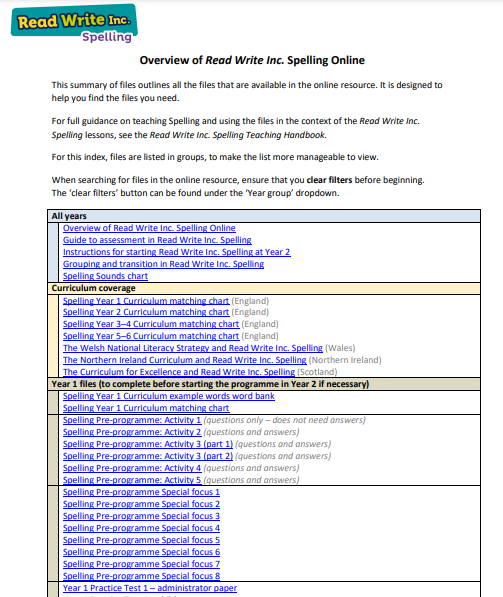 Read Write Inc.
Spelling
Overview of Read Write Inc. Spelling Online
This summary of files outlines all the files that are available in the online resource. It is designed to
help you find the files you need.
For full guidance on teaching Spelling and using the files in the context of the Read Write Inc.
Spelling lessons, see the Read Write Inc. Spelling Teaching Handbook.
For this index, files are listed in groups, to make the list more manageable to view.
When searching for files in the online resource, ensure that you clear filters before beginning.
The ‘clear filters’ button can be found under the ‘Year group’ dropdown.
All years
Overview of Read Write Inc. Spelling Online
Guide to assessment in Read Write Inc. Spelling
Instructions for starting Read Write Inc. Spelling at Year 2
Grouping and transition in Read Write Inc. Spelling
Spelling Sounds chart
Curriculum coverage
Spelling Year 1 Curriculum matching chart (England)
Spelling Year 2 Curriculum matching chart (England)
Spelling Year 3–4 Curriculum matching chart (England)
Spelling Year 5–6 Curriculum matching chart (England)
The Welsh National Literacy Strategy and Read Write Inc. Spelling (Wales)
The Northern Ireland Curriculum and Read Write Inc. Spelling (Northern Ireland)
The Curriculum for Excellence and Read Write Inc. Spelling (Scotland)
Year 1 files (to complete before starting the programme in Year 2 if necessary)
Spelling Year 1 Curriculum example words word bank
Spelling Year 1 Curriculum matching chart
Spelling Pre-programme: Activity 1 (questions only – does not need answers)
Spelling Pre-programme: Activity 2 (questions and answers)
Spelling Pre-programme: Activity 3 (part 1) (questions and answers)
Spelling Pre-programme: Activity 3 (part 2) (questions and answers)
Spelling Pre-programme: Activity 4 (questions and answers)
Spelling Pre-programme: Activity 5 (questions and answers)
Spelling Pre-programme Special focus 1
Spelling Pre-programme Special focus 2
Spelling Pre-programme Special focus 3
Spelling Pre-programme Special focus 4
Spelling Pre-programme Special focus 5
Spelling Pre-programme Special focus 6
Spelling Pre-programme Special focus 7
Spelling Pre-programme Special focus 8
Year 1 Practice Test 1 – administrator paper